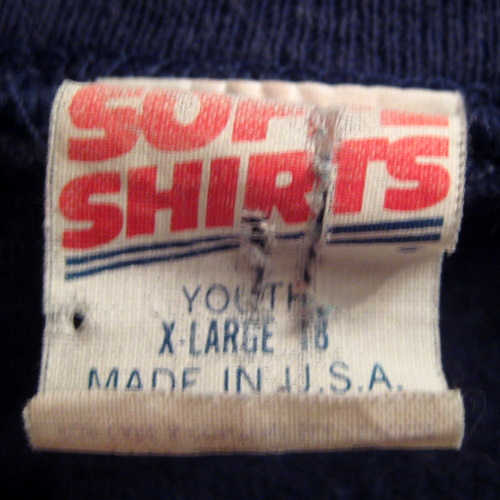 SHIRTS
YOUTH
X-LARGE 18
MADE IN U.S.A.